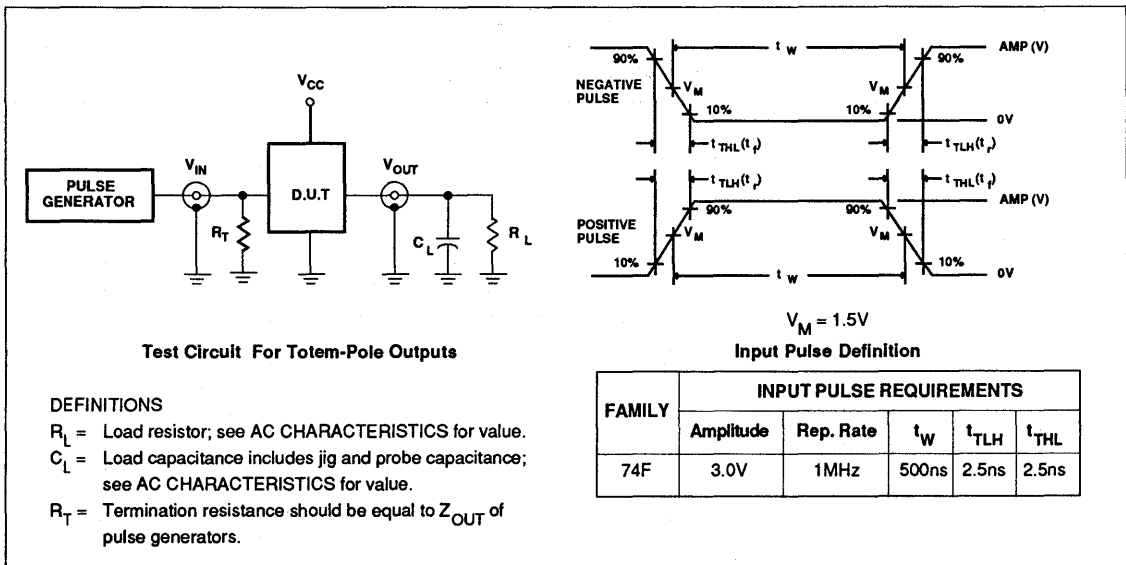 V_CC
V_IN
V_OUT
PULSE
GENERATOR
D.U.T
R_T
C_L
R_L
Test Circuit For Totem-Pole Outputs
DEFINITIONS
R_L = Load resistor; see AC CHARACTERISTICS for value.
C_L = Load capacitance includes jig and probe capacitance;
see AC CHARACTERISTICS for value.
R_T = Termination resistance should be equal to Z_OUT of
pulse generators.
t_W
AMP (V)
90%
90%
NEGATIVE
PULSE
V_M
V_M
10%
10%
0V
t_THL(t_f)
t_TLH(t_r)
t_TLH(t_r)
t_THL(t_f)
AMP (V)
90%
90%
POSITIVE
PULSE
V_M
V_M
10%
10%
t_W
0V
V_M = 1.5V
Input Pulse Definition
FAMILY
INPUT PULSE REQUIREMENTS
Amplitude Rep. Rate t_W t_TLH t_THL
74F 3.0V 1MHz 500ns 2.5ns 2.5ns